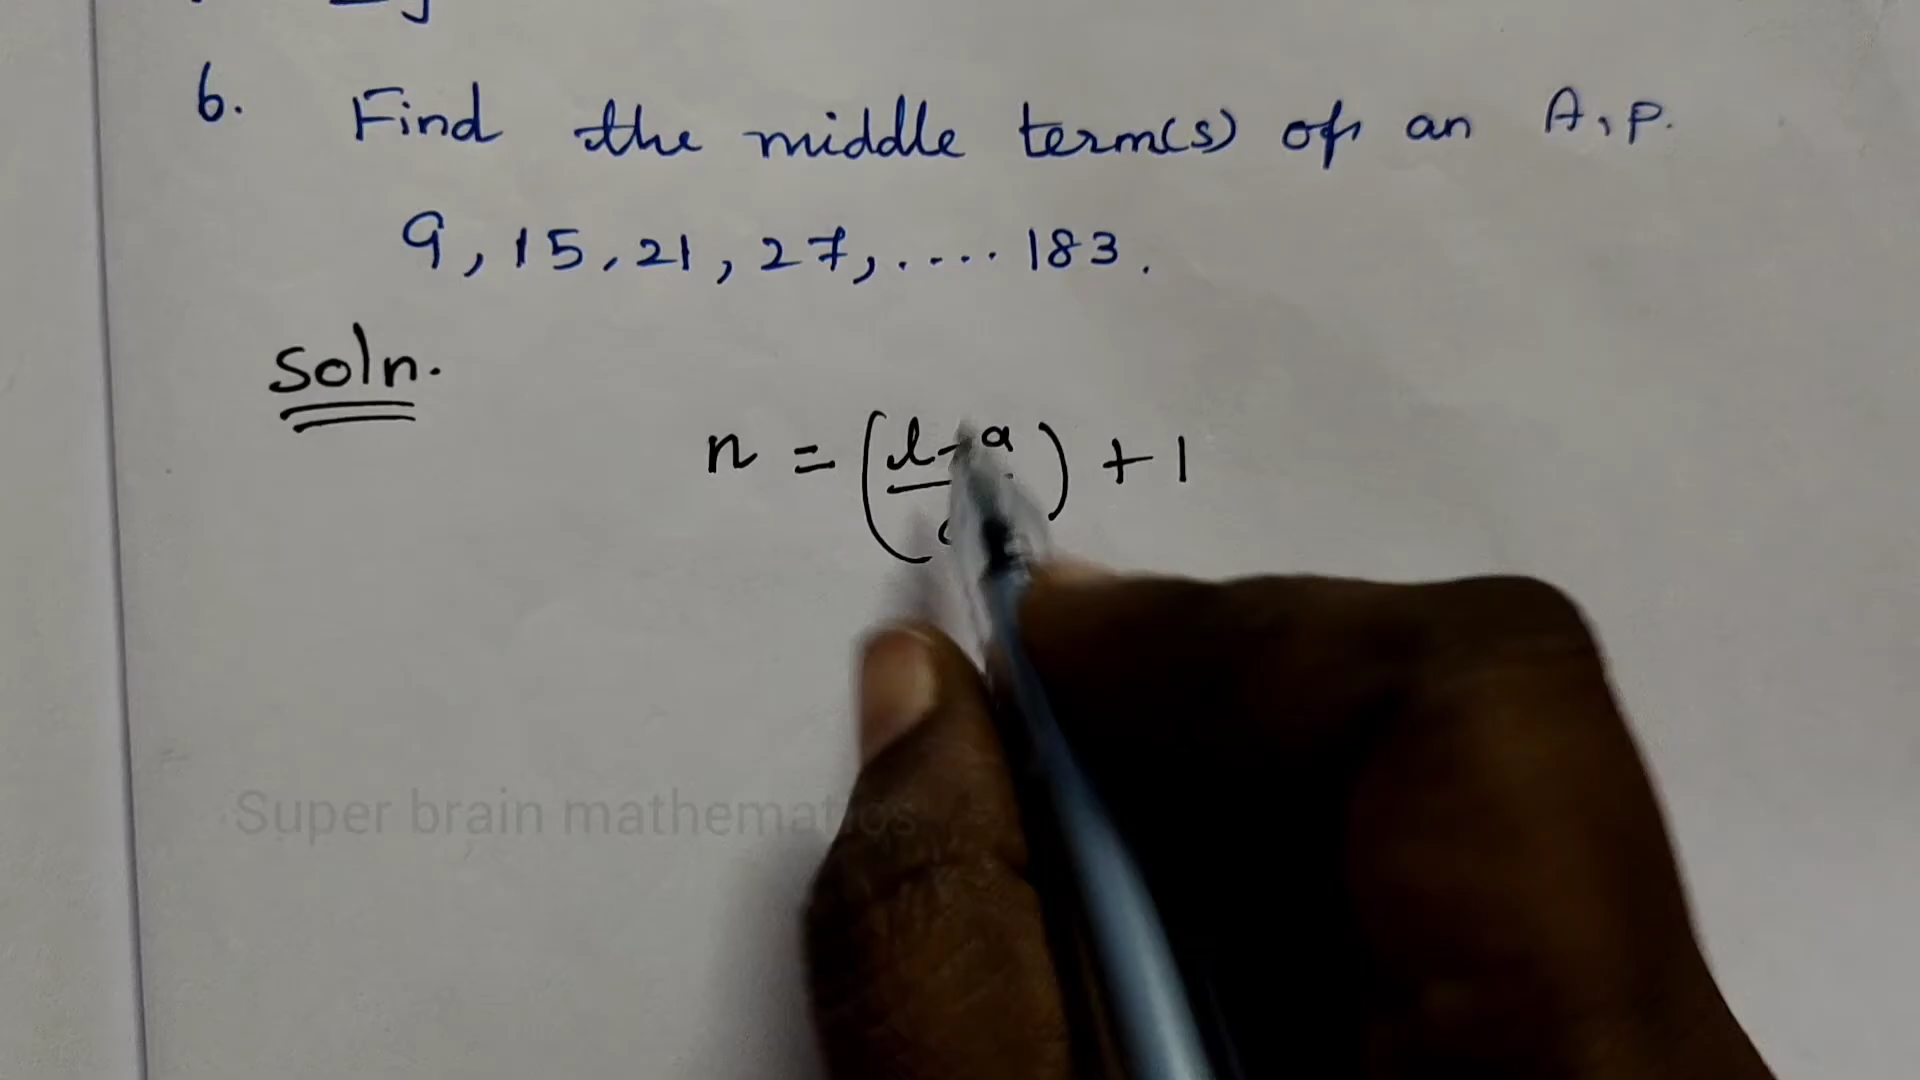 6. Find the middle term(s) of an A.P.
9, 15, 21, 27, .... 183.
Soln.
n = (l-a/d) + 1
Super brain mathematics